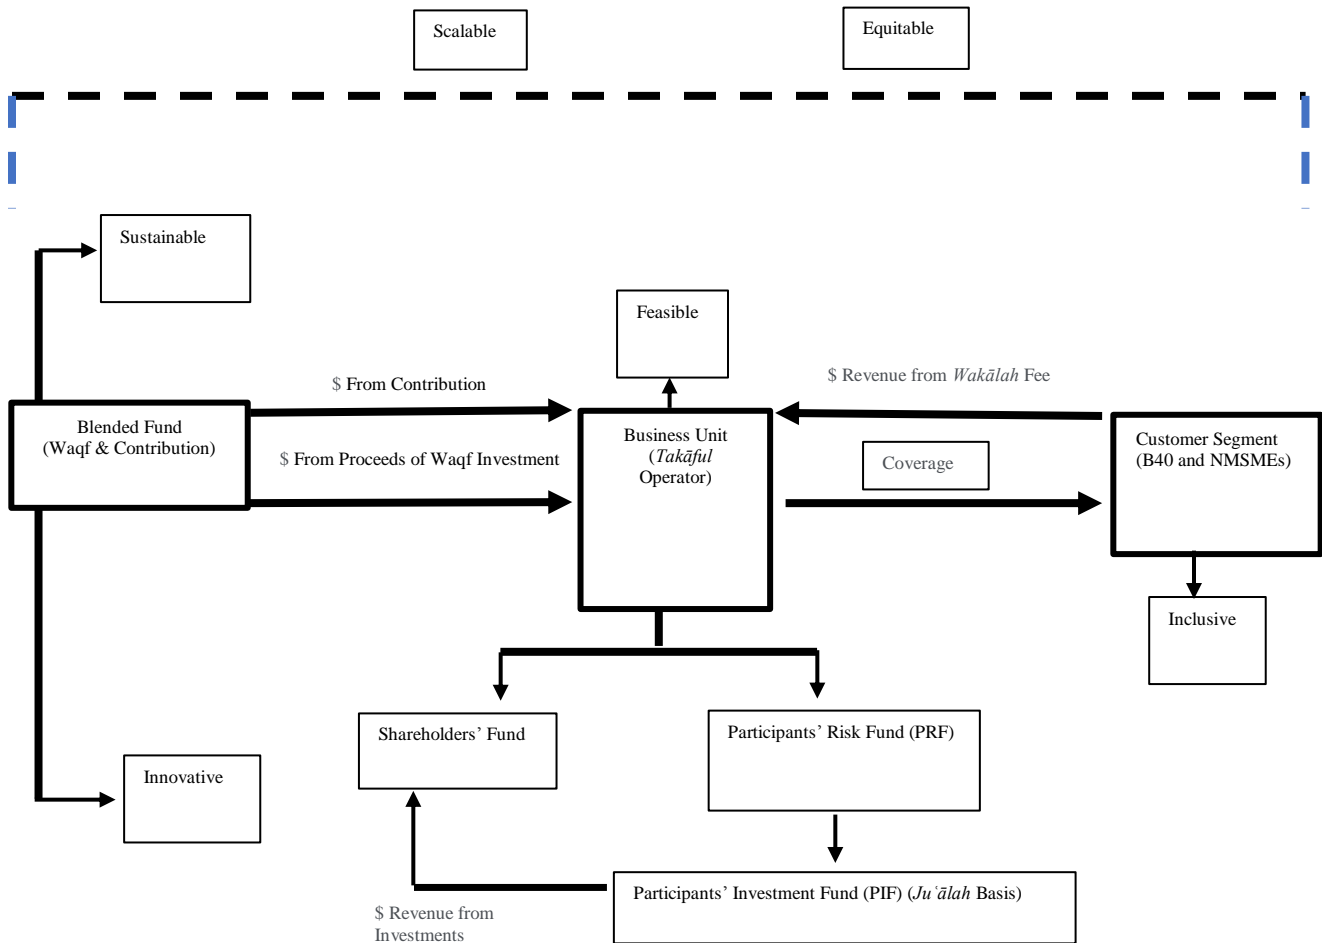 Scalable
Equitable
Sustainable
Feasible
$ From Contribution
$ Revenue from Wakālah Fee
Blended Fund
(Waqf & Contribution)
$ From Proceeds of Waqf Investment
Business Unit
(Takāful
Operator)
Coverage
Customer Segment
(B40 and NMSMEs)
Inclusive
Shareholders’ Fund
Participants’ Risk Fund (PRF)
Innovative
Participants’ Investment Fund (PIF) (Juʿālah Basis)
$ Revenue from
Investments